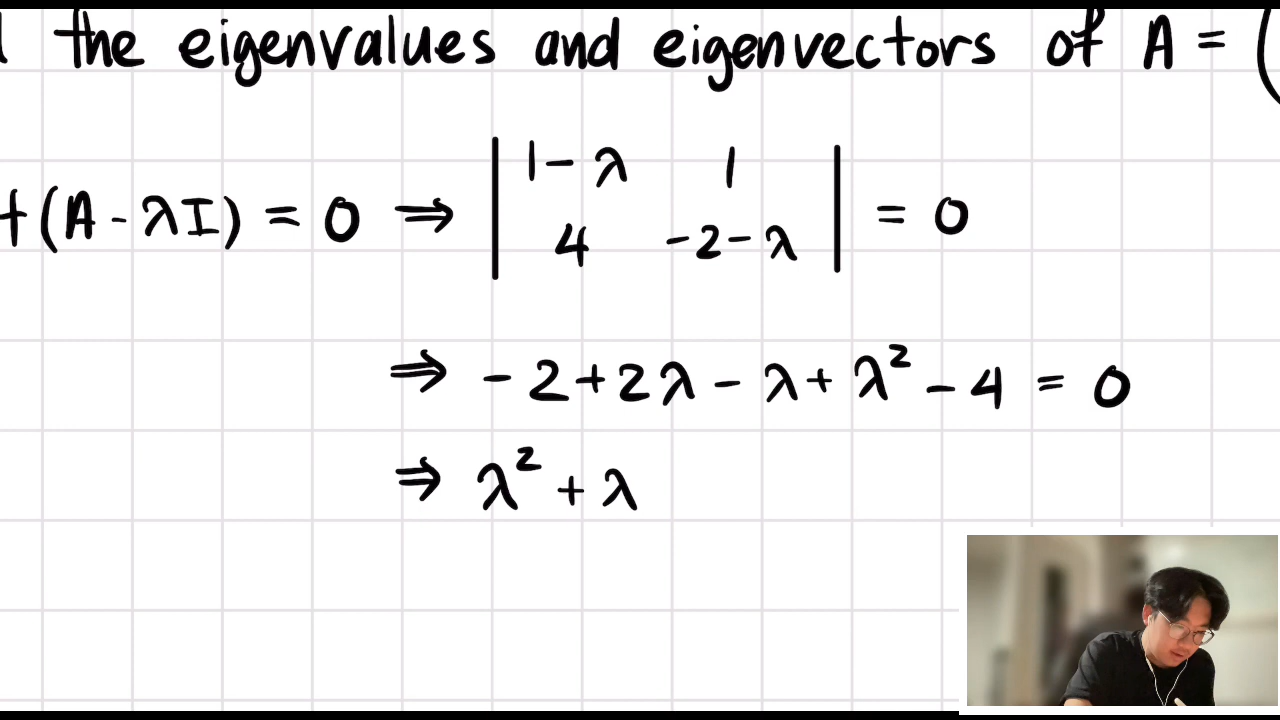 the eigenvalues and eigenvectors of A = (
(A - λI) = 0 ⇒ | 1 - λ 1 | = 0
| 4 -2 - λ |
⇒ - 2 + 2λ - λ + λ² - 4 = 0
⇒ λ² + λ